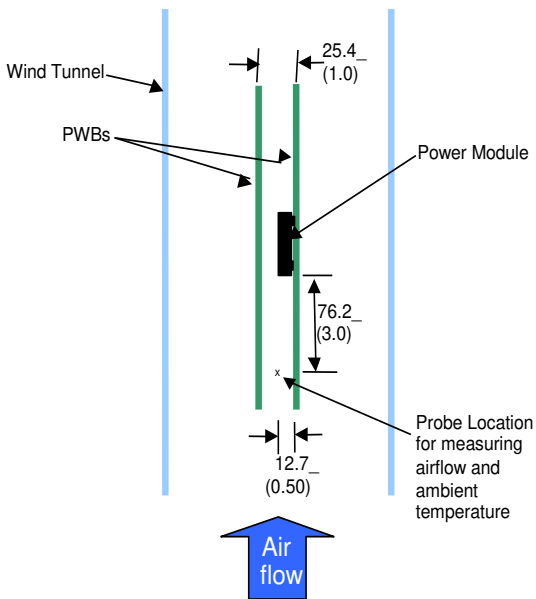 25.4_
(1.0)
Wind Tunnel
PWBs
Power Module
76.2_
(3.0)
x
Probe Location
for measuring
airflow and
ambient
temperature
12.7_
(0.50)
Air
flow